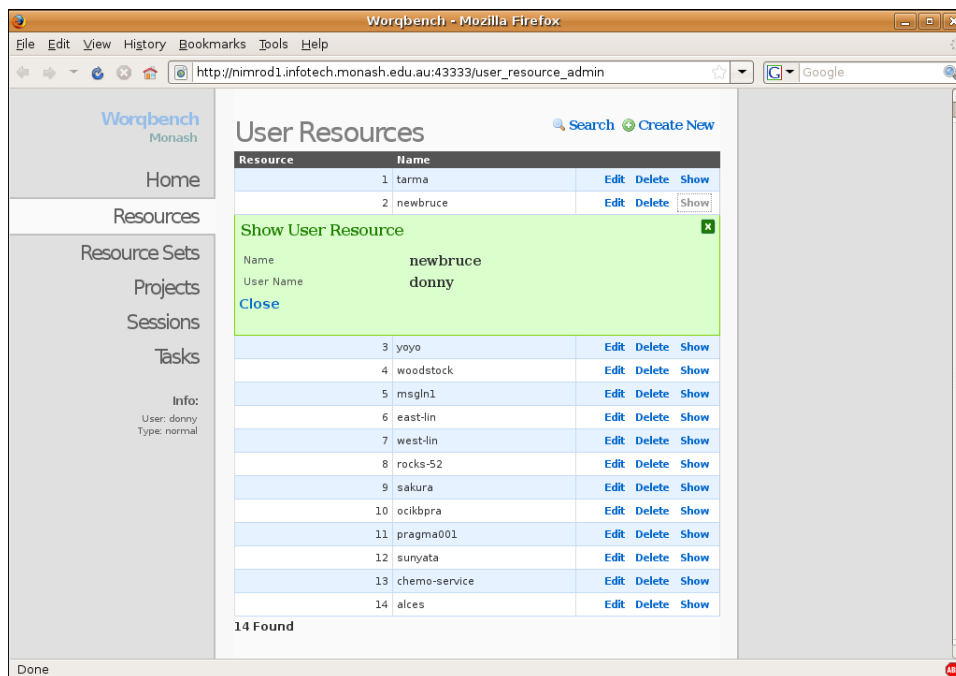 Worqbench - Mozilla Firefox
File Edit View History Bookmarks Tools Help
http://nimrod1.infotech.monash.edu.au:43333/user_resource_admin
G Google
Worqbench
Monash
Home
Resources
Resource Sets
Projects
Sessions
Tasks
Info:
User: donny
Type: normal
User Resources Search Create New
Resource Name
1 tarma Edit Delete Show
2 newbruce Edit Delete Show
Show User Resource x
Name newbruce
User Name donny
Close
3 yoyo Edit Delete Show
4 woodstock Edit Delete Show
5 msgln1 Edit Delete Show
6 east-lin Edit Delete Show
7 west-lin Edit Delete Show
8 rocks-52 Edit Delete Show
9 sakura Edit Delete Show
10 ocikbpra Edit Delete Show
11 pragma001 Edit Delete Show
12 sunyata Edit Delete Show
13 chemo-service Edit Delete Show
14 alces Edit Delete Show
14 Found
Done